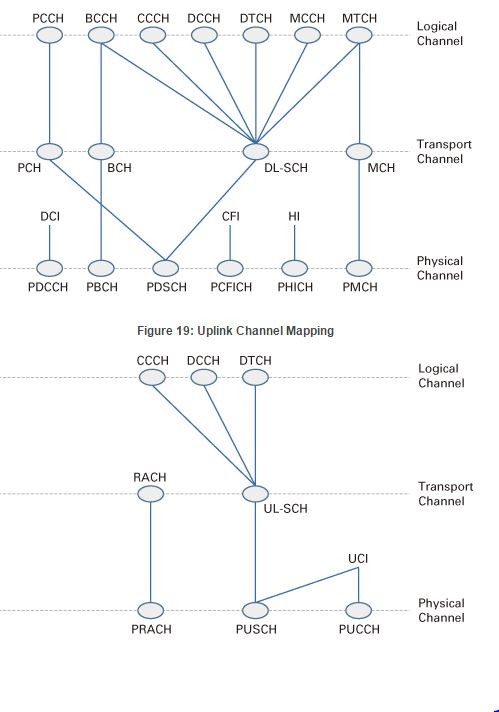 PCCH BCCH CCCH DCCH DTCH MCCH MTCH
Logical
Channel
Transport
Channel
PCH BCH DL-SCH MCH
DCI CFI HI
Physical
Channel
PDCCH PBCH PDSCH PCFICH PHICH PMCH
Figure 19: Uplink Channel Mapping
CCCH DCCH DTCH
Logical
Channel
RACH
Transport
Channel
UL-SCH
UCI
Physical
Channel
PRACH PUSCH PUCCH